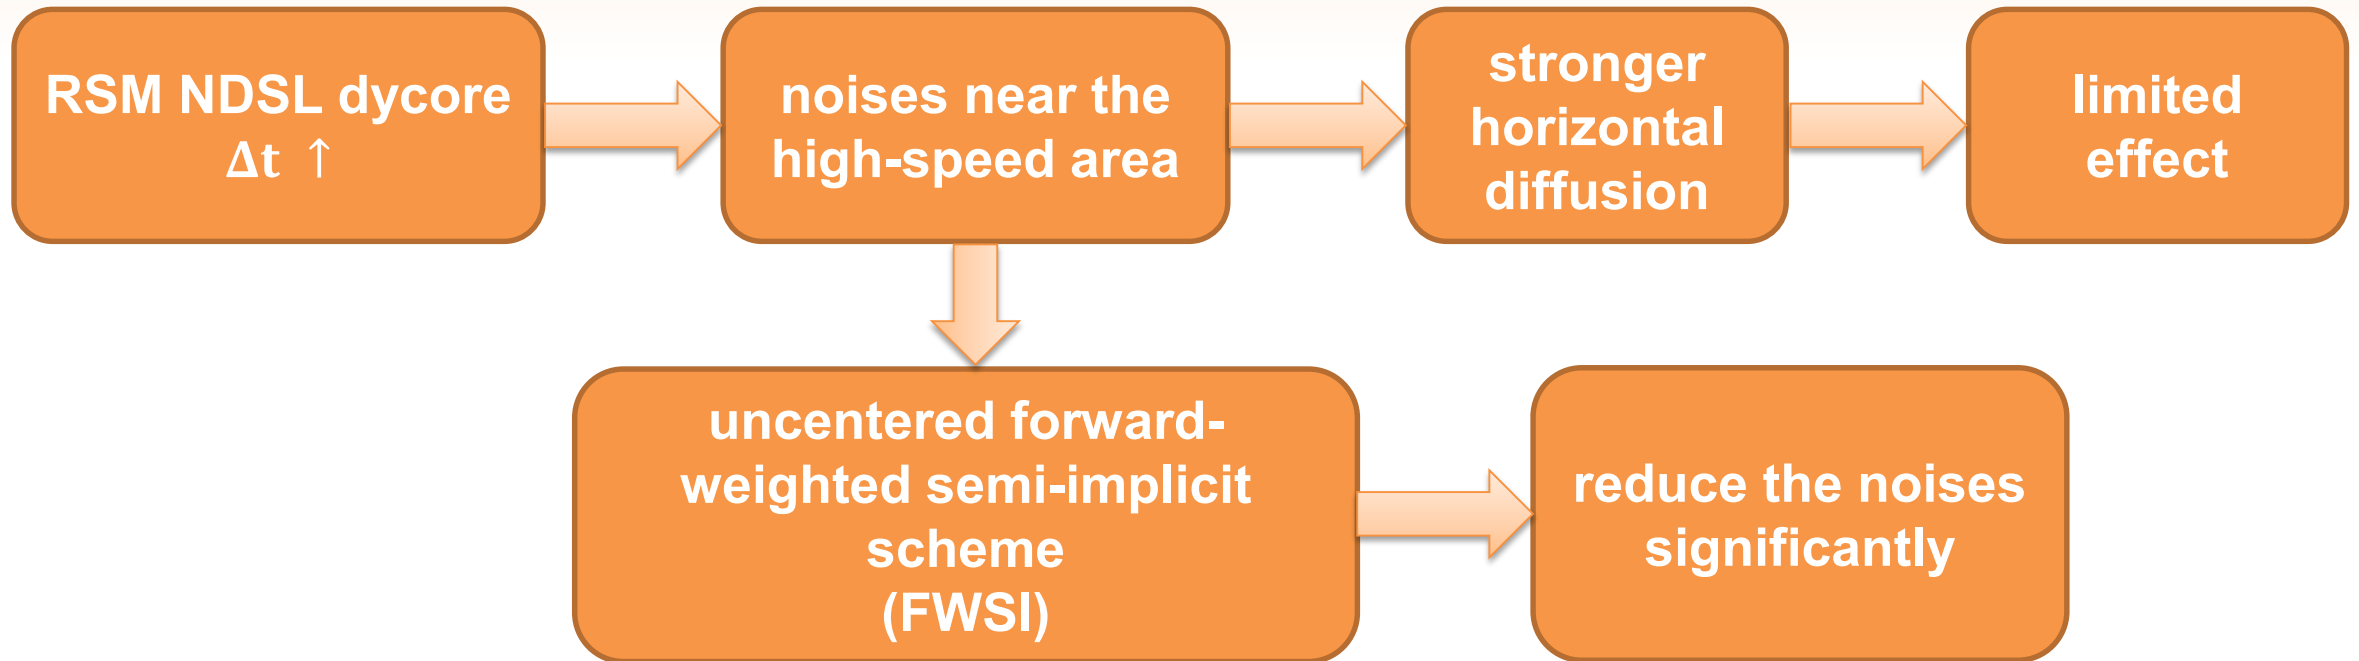 RSM NDSL dycore
Δt ↑
noises near the
high-speed area
stronger
horizontal
diffusion
limited
effect
uncentered forward-
weighted semi-implicit
scheme
(FWSI)
reduce the noises
significantly